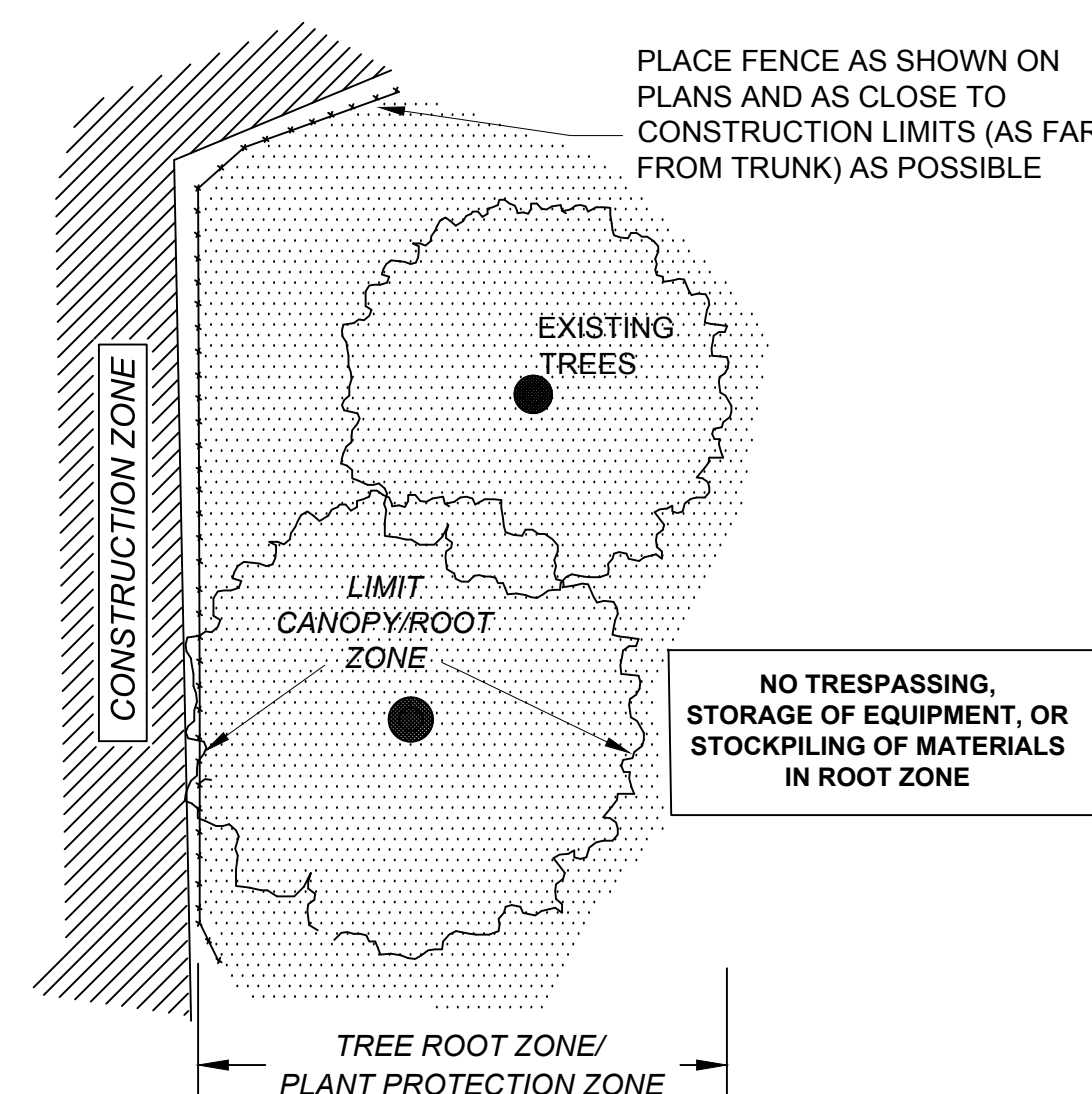 PLACE FENCE AS SHOWN ON
PLANS AND AS CLOSE TO
CONSTRUCTION LIMITS (AS FAR
FROM TRUNK) AS POSSIBLE
EXISTING
TREES
CONSTRUCTION ZONE
LIMIT
CANOPY/ROOT
ZONE
NO TRESPASSING,
STORAGE OF EQUIPMENT, OR
STOCKPILING OF MATERIALS
IN ROOT ZONE
TREE ROOT ZONE/
PLANT PROTECTION ZONE